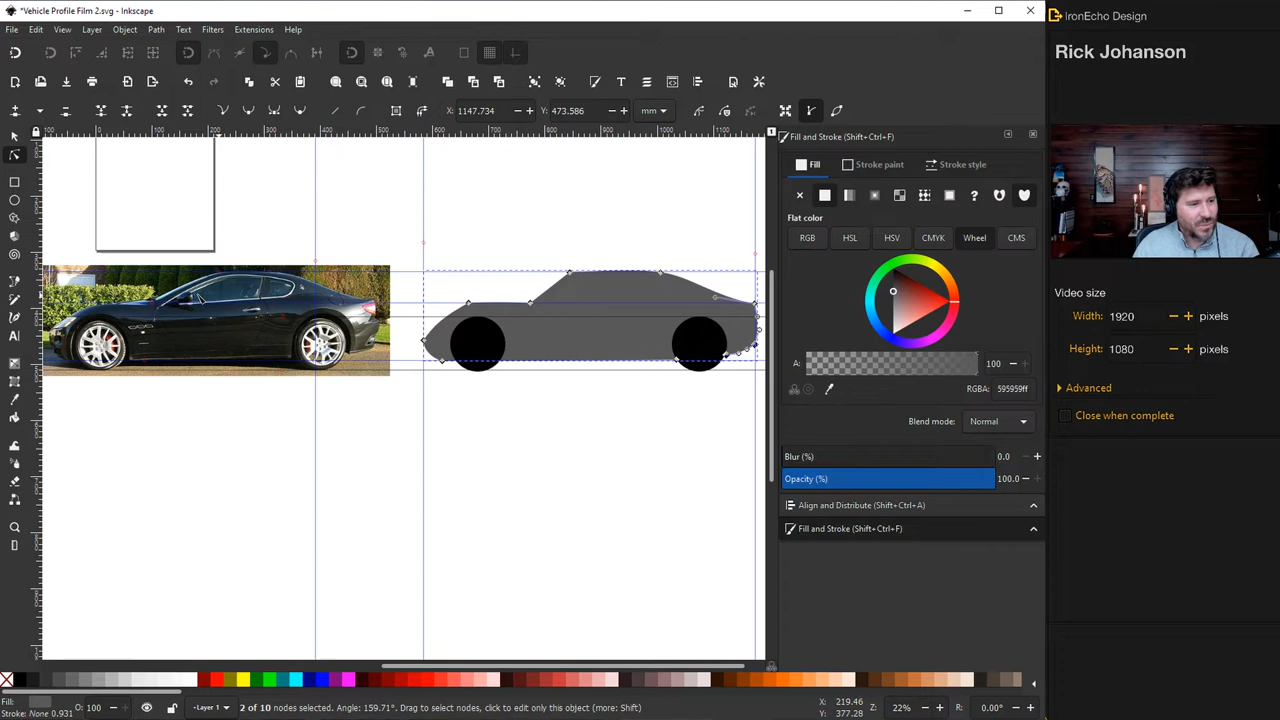 *Vehicle Profile Film 2.svg - Inkscape
IronEcho Design
File Edit View Layer Object Path Text Filters Extensions Help
Rick Johanson
X: 1147.734 Y: 473.586 mm
Fill and Stroke (Shift+Ctrl+F)
Fill Stroke paint Stroke style
Flat color
RGB HSL HSV CMYK Wheel CMS
Video size
Width: 1920 pixels
Height: 1080 pixels
A: 100
RGBA: 595959ff
Advanced
Close when complete
Blend mode: Normal
Blur (%) 0.0
Opacity (%) 100.0
Align and Distribute (Shift+Ctrl+A)
Fill and Stroke (Shift+Ctrl+F)
Fill:
Stroke: None 0.931
O: 100
-Layer 1
2 of 10 nodes selected. Angle: 159.71°. Drag to select nodes, click to edit only this object (more: Shift)
X: 219.46
Y: 377.28
Z: 22%
R: 0.00°